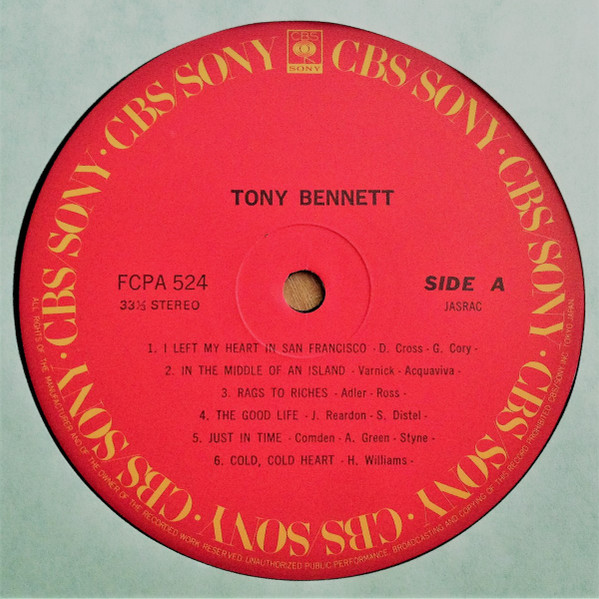 CBS
SONY
CBS/SONY · CBS/SONY · CBS/SONY · CBS/SONY · CBS/SONY · CBS/SONY · CBS/SONY · CBS/SONY
TONY BENNETT
FCPA 524
33⅓ STEREO
SIDE A
JASRAC
1. I LEFT MY HEART IN SAN FRANCISCO - D. Cross - G. Cory -
2. IN THE MIDDLE OF AN ISLAND - Varnick - Acquaviva -
3. RAGS TO RICHES - Adler - Ross -
4. THE GOOD LIFE - J. Reardon - S. Distel -
5. JUST IN TIME - Comden - A. Green - Styne -
6. COLD, COLD HEART - H. Williams -
ALL RIGHTS OF THE MANUFACTURER AND OF THE OWNER OF THE RECORDED WORK RESERVED. UNAUTHORIZED PUBLIC PERFORMANCE, BROADCASTING AND COPYING OF THIS RECORD PROHIBITED. CBS/SONY INC. TOKYO JAPAN